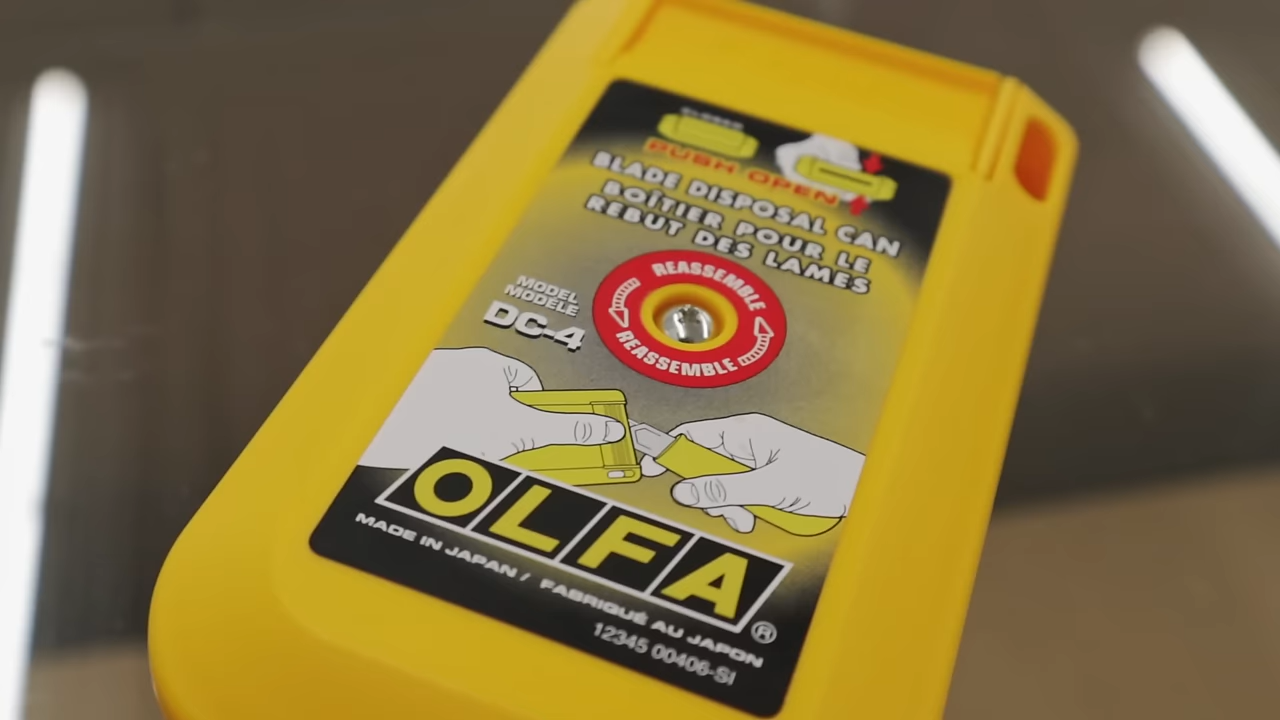 CLOSED
PUSH OPEN
BLADE DISPOSAL CAN
BOÎTIER POUR LE
REBUT DES LAMES
REASSEMBLE
REASSEMBLE
MODEL
MODÈLE
DC-4
OLFA®
MADE IN JAPAN / FABRIQUÉ AU JAPON
12345 00406-SI